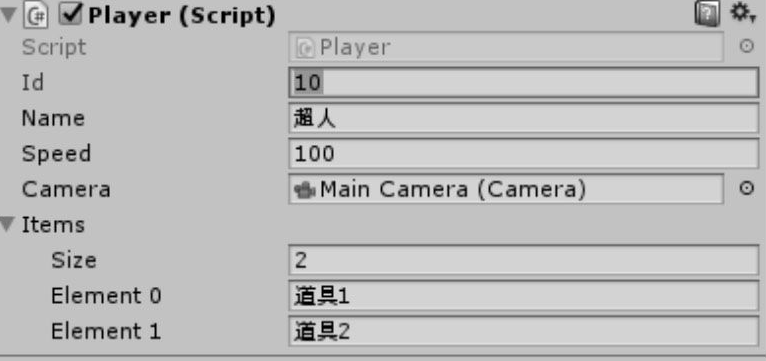 Player (Script)
Script Player
Id 10
Name 超人
Speed 100
Camera Main Camera (Camera)
Items
Size 2
Element 0 道具1
Element 1 道具2